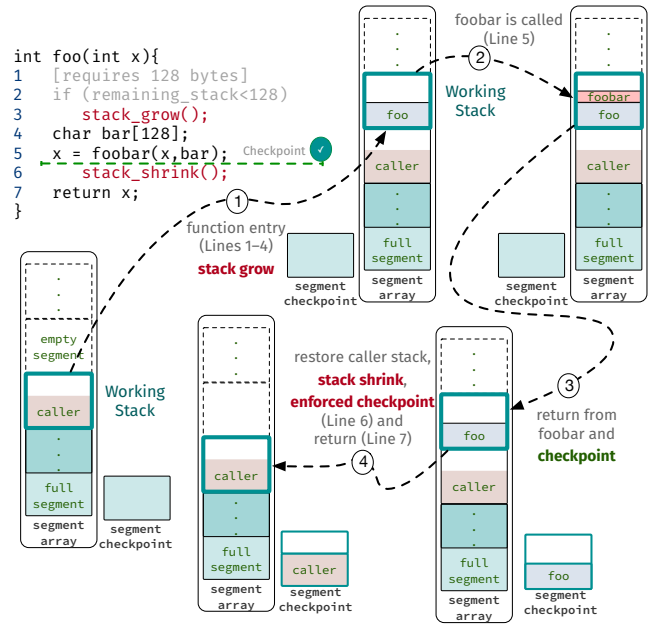 int foo(int x){
1 [requires 128 bytes]
2 if (remaining_stack<128)
3 stack_grow();
4 char bar[128];
5 x = foobar(x,bar);
Checkpoint
✓
6 stack_shrink();
7 return x;
}
1
function entry
(Lines 1–4)
stack grow
.
.
.
empty
segment
caller
.
.
.
full
segment
segment
array
Working
Stack
segment
checkpoint
.
.
.
foo
caller
.
.
.
full
segment
segment
array
Working
Stack
segment
checkpoint
foobar is called
(Line 5)
2
.
.
.
foobar
foo
caller
.
.
.
full
segment
segment
array
segment
checkpoint
3
return from
foobar and
checkpoint
.
.
.
foo
caller
.
.
.
full
segment
segment
array
foo
segment
checkpoint
restore caller stack,
stack shrink,
enforced checkpoint
(Line 6) and
return (Line 7)
4
.
.
.
caller
.
.
.
full
segment
segment
array
caller
segment
checkpoint